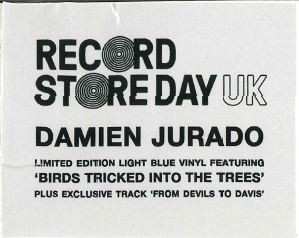 RECORD
STORE DAY UK
DAMIEN JURADO
LIMITED EDITION LIGHT BLUE VINYL FEATURING
'BIRDS TRICKED INTO THE TREES'
PLUS EXCLUSIVE TRACK 'FROM DEVILS TO DAVIS'